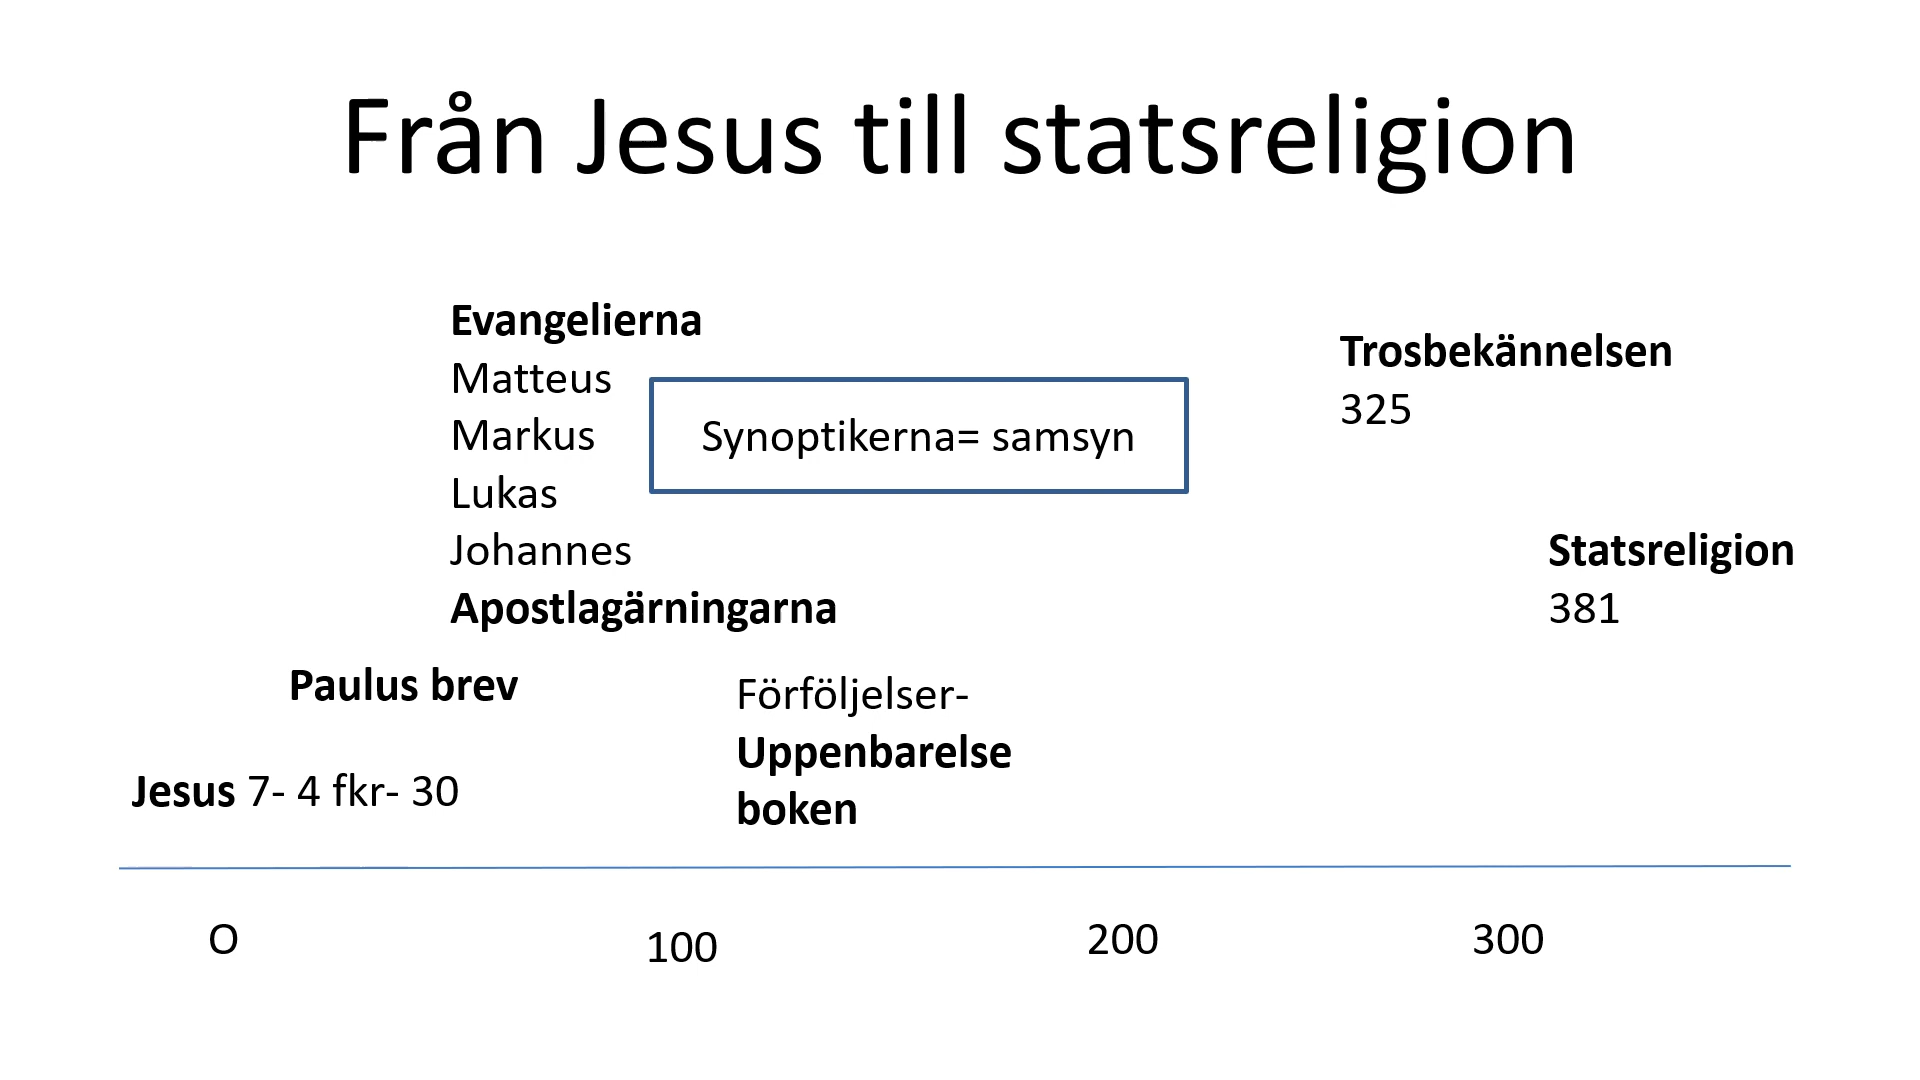 Från Jesus till statsreligion
Evangelierna
Matteus
Markus
Lukas
Johannes
Apostlagärningarna
Synoptikerna= samsyn
Trosbekännelsen
325
Statsreligion
381
Paulus brev
Förföljelser-
Uppenbarelse
boken
Jesus 7- 4 fkr- 30
O
100
200
300